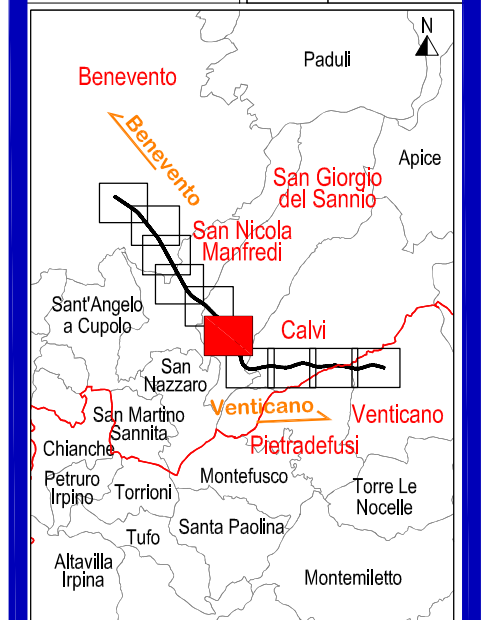 N
Paduli
Benevento
Benevento
Apice
San Giorgio
del Sannio
San Nicola
Manfredi
Sant'Angelo
a Cupolo
Calvi
San
Nazzaro
Venticano
San Martino
Sannita
Venticano
Pietradefusi
Chianche
Petruro
Irpino
Torrioni
Montefusco
Torre Le
Nocelle
Santa Paolina
Tufo
Altavilla
Irpina
Montemiletto